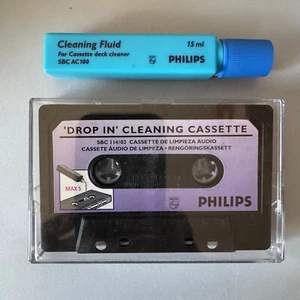 Cleaning Fluid
15 ml
For Cassette deck cleaner
SBC AC100
PHILIPS
'DROP IN' CLEANING CASSETTE
SBC 114/02 CASSETTE DE LIMPIEZA AUDIO
CASSETE ÁUDIO DE LIMPEZA • RENGÖRINGSKASSETT
MAX 5
PHILIPS